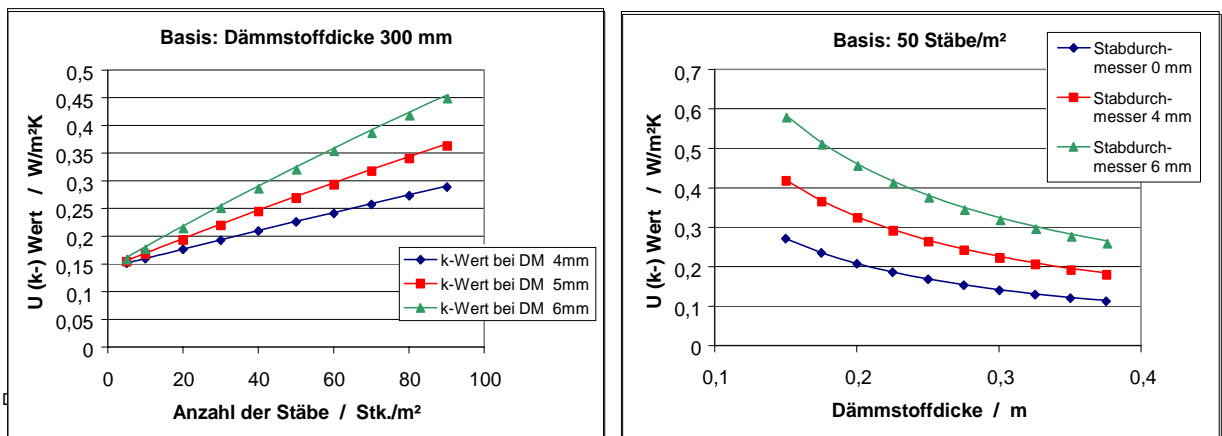 Basis: Dämmstoffdicke 300 mm
U (k-) Wert / W/m²K
0,5
0,45
0,4
0,35
0,3
0,25
0,2
0,15
0,1
0,05
0
0 20 40 60 80 100
Anzahl der Stäbe / Stk./m²
k-Wert bei DM 4mm
k-Wert bei DM 5mm
k-Wert bei DM 6mm
Basis: 50 Stäbe/m²
U (k-) Wert / W/m²K
0,7
0,6
0,5
0,4
0,3
0,2
0,1
0,0
0,1 0,2 0,3 0,4
Dämmstoffdicke / m
Stabdurch-
messer 0 mm
Stabdurch-
messer 4 mm
Stabdurch-
messer 6 mm